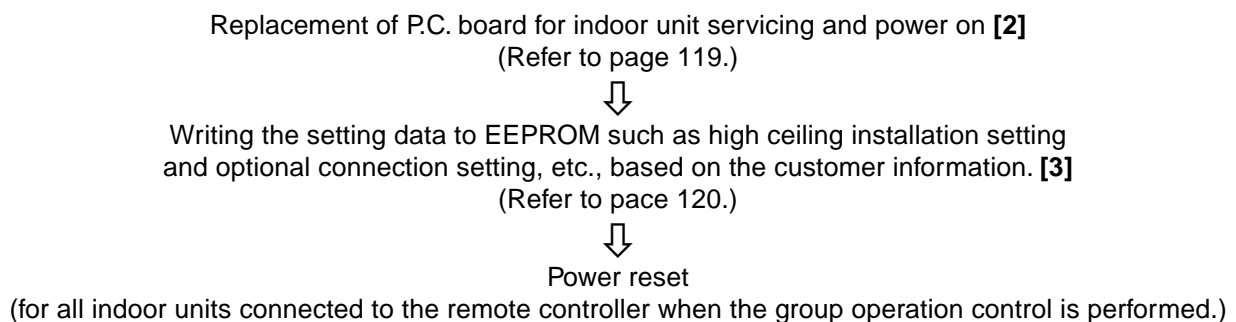 Replacement of P.C. board for indoor unit servicing and power on [2]
(Refer to page 119.)
Writing the setting data to EEPROM such as high ceiling installation setting
and optional connection setting, etc., based on the customer information. [3]
(Refer to pace 120.)
Power reset
(for all indoor units connected to the remote controller when the group operation control is performed.)